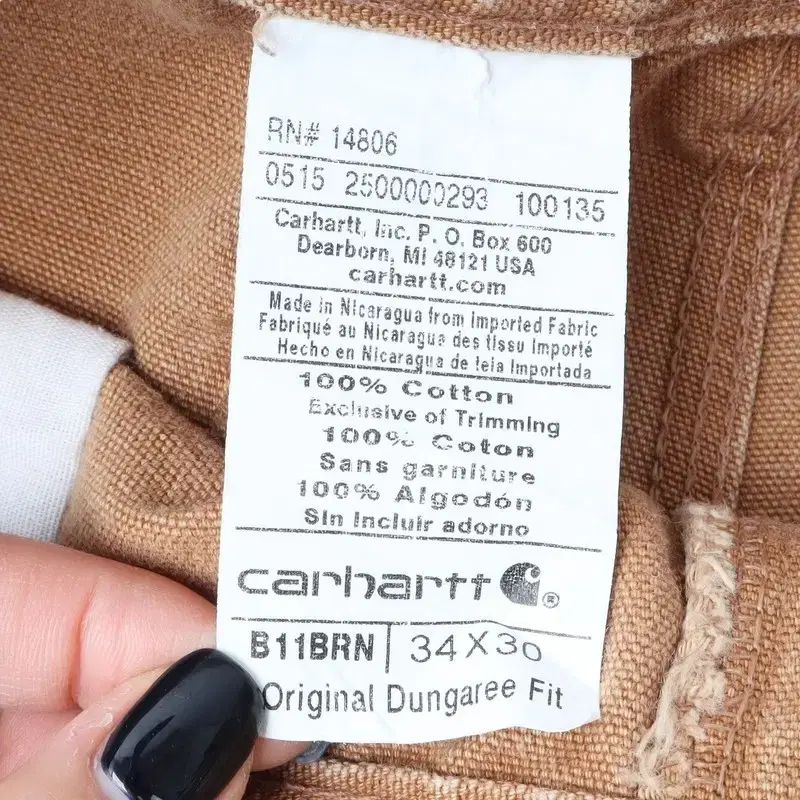 RN# 14806
0515 2500000293 100135
Carhartt, Inc. P. O. Box 600
Dearborn, MI 48121 USA
carhartt.com
Made in Nicaragua from Imported Fabric
Fabriqué au Nicaragua des tissu Importé
Hecho en Nicaragua de tela Importada
100% Cotton
Exclusive of Trimming
100% Coton
Sans garniture
100% Algodón
Sin Incluir adorno
carhartt ®
B11BRN | 34X30
Original Dungaree Fit